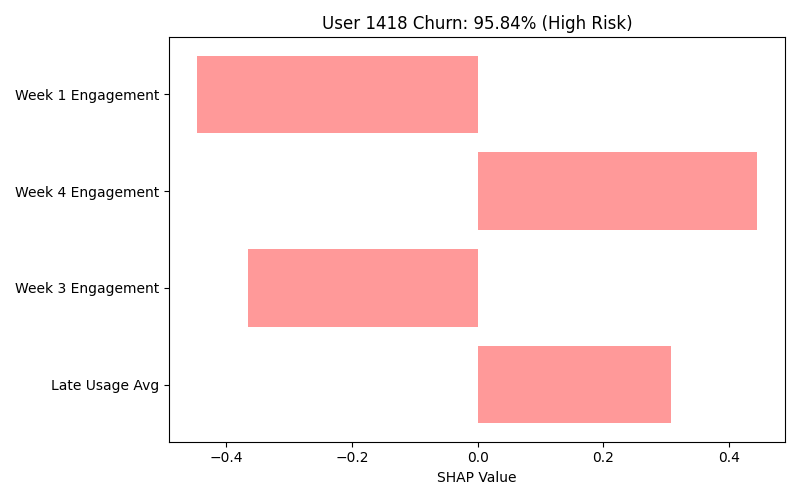 User 1418 Churn: 95.84% (High Risk)
Week 1 Engagement
Week 4 Engagement
Week 3 Engagement
Late Usage Avg
−0.4 −0.2 0.0 0.2 0.4
SHAP Value